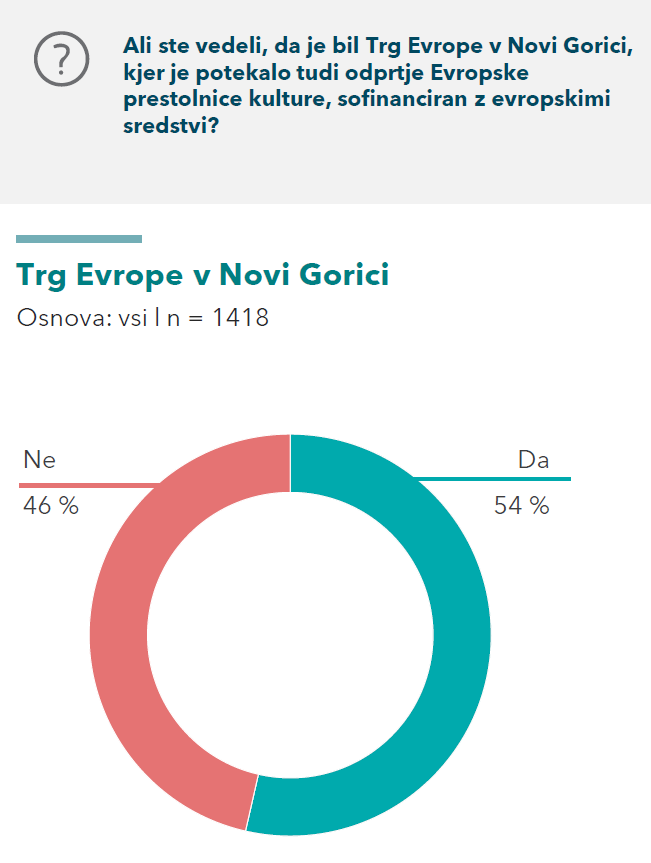 ?
Ali ste vedeli, da je bil Trg Evrope v Novi Gorici,
kjer je potekalo tudi odprtje Evropske
prestolnice kulture, sofinanciran z evropskimi
sredstvi?
Trg Evrope v Novi Gorici
Osnova: vsi l n = 1418
Ne
46 %
Da
54 %